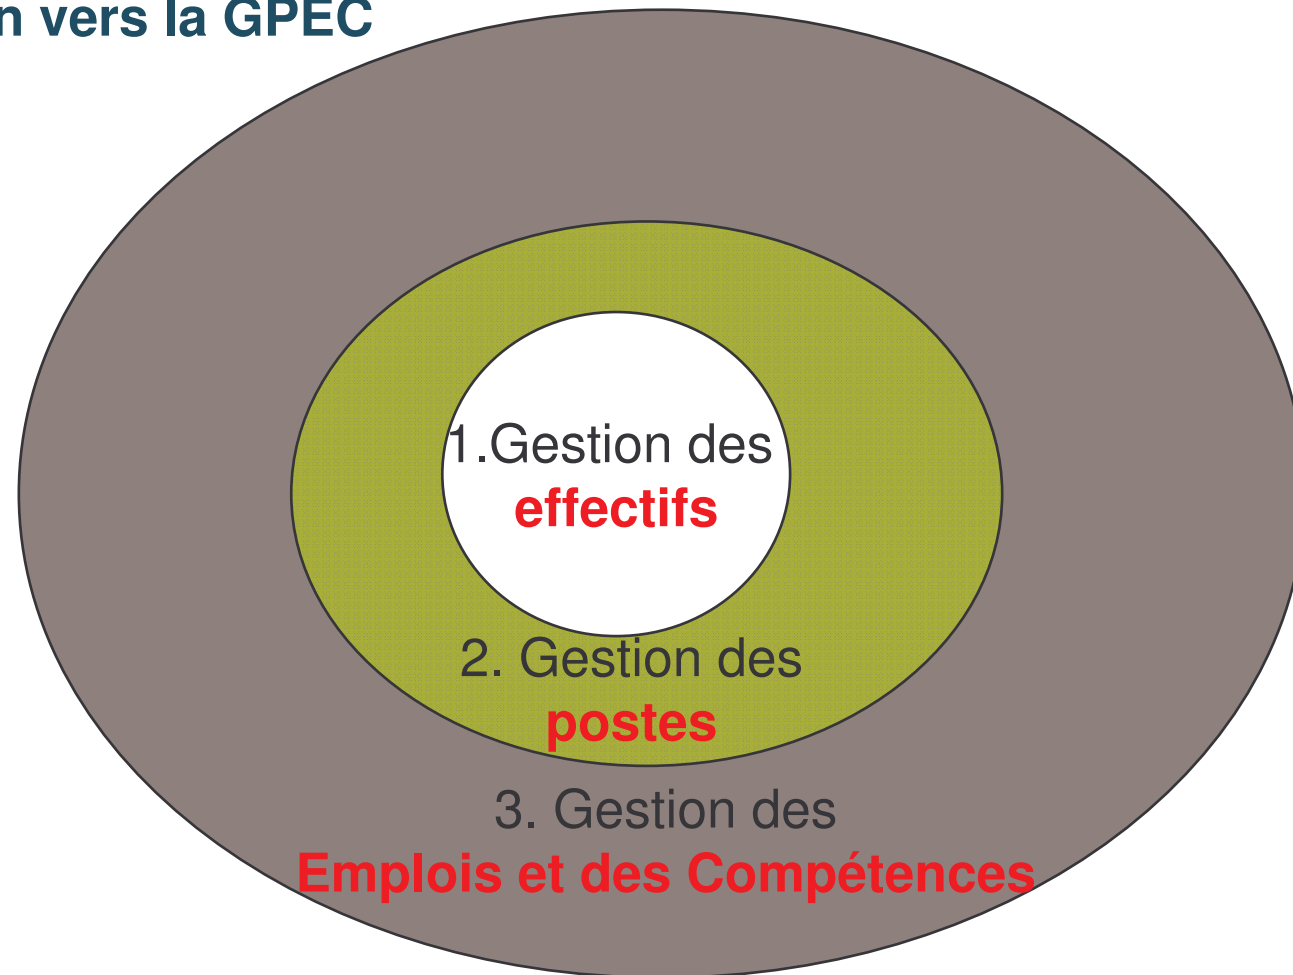 n vers la GPEC
1.Gestion des
effectifs
2. Gestion des
postes
3. Gestion des
Emplois et des Compétences